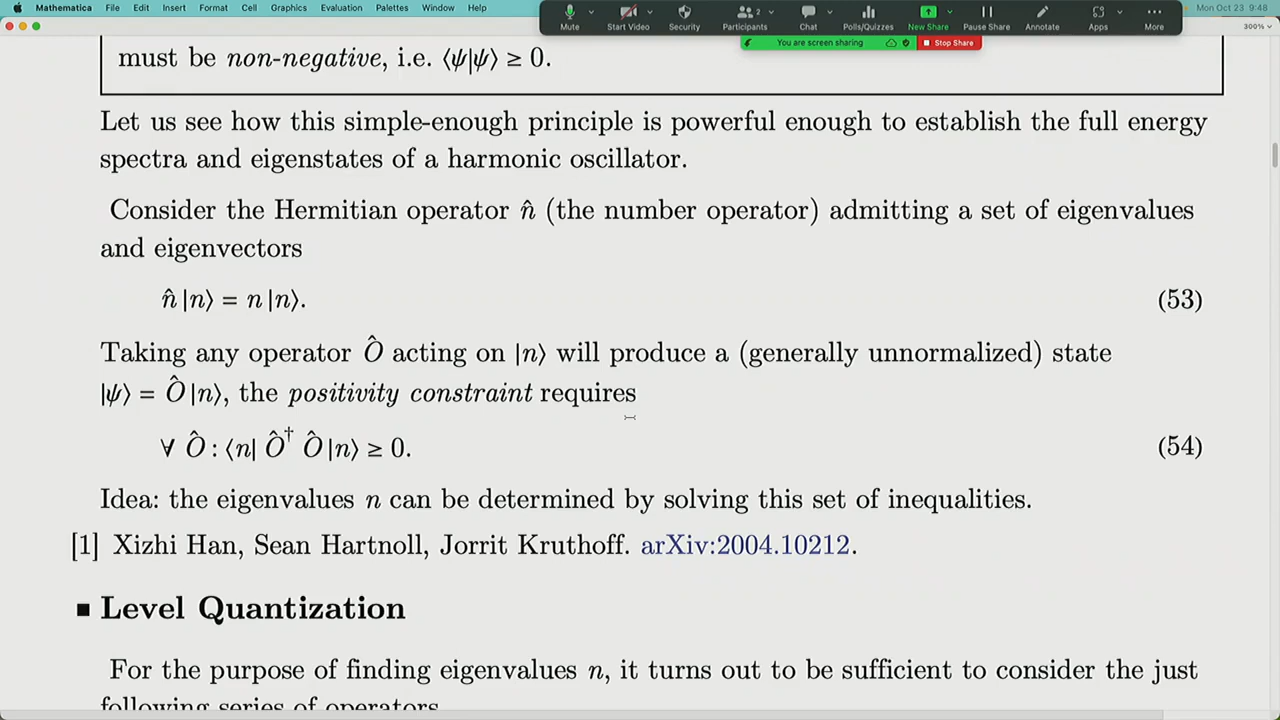 Mathematica File Edit Insert Format Cell Graphics Evaluation Palettes Window Help Mon Oct 23 9:48
Mute Start Video Security Participants 2 Chat Polls/Quizzes New Share Pause Share Annotate Apps More
You are screen sharing Stop Share
300%
must be non-negative, i.e. ⟨ψ|ψ⟩ ≥ 0.
Let us see how this simple-enough principle is powerful enough to establish the full energy
spectra and eigenstates of a harmonic oscillator.
Consider the Hermitian operator n̂ (the number operator) admitting a set of eigenvalues
and eigenvectors
n̂ |n⟩ = n |n⟩. (53)
Taking any operator Ô acting on |n⟩ will produce a (generally unnormalized) state
|ψ⟩ = Ô |n⟩, the positivity constraint requires
∀ Ô : ⟨n| Ô† Ô |n⟩ ≥ 0. (54)
Idea: the eigenvalues n can be determined by solving this set of inequalities.
[1] Xizhi Han, Sean Hartnoll, Jorrit Kruthoff. arXiv:2004.10212.
■ Level Quantization
For the purpose of finding eigenvalues n, it turns out to be sufficient to consider the just
following series of operators